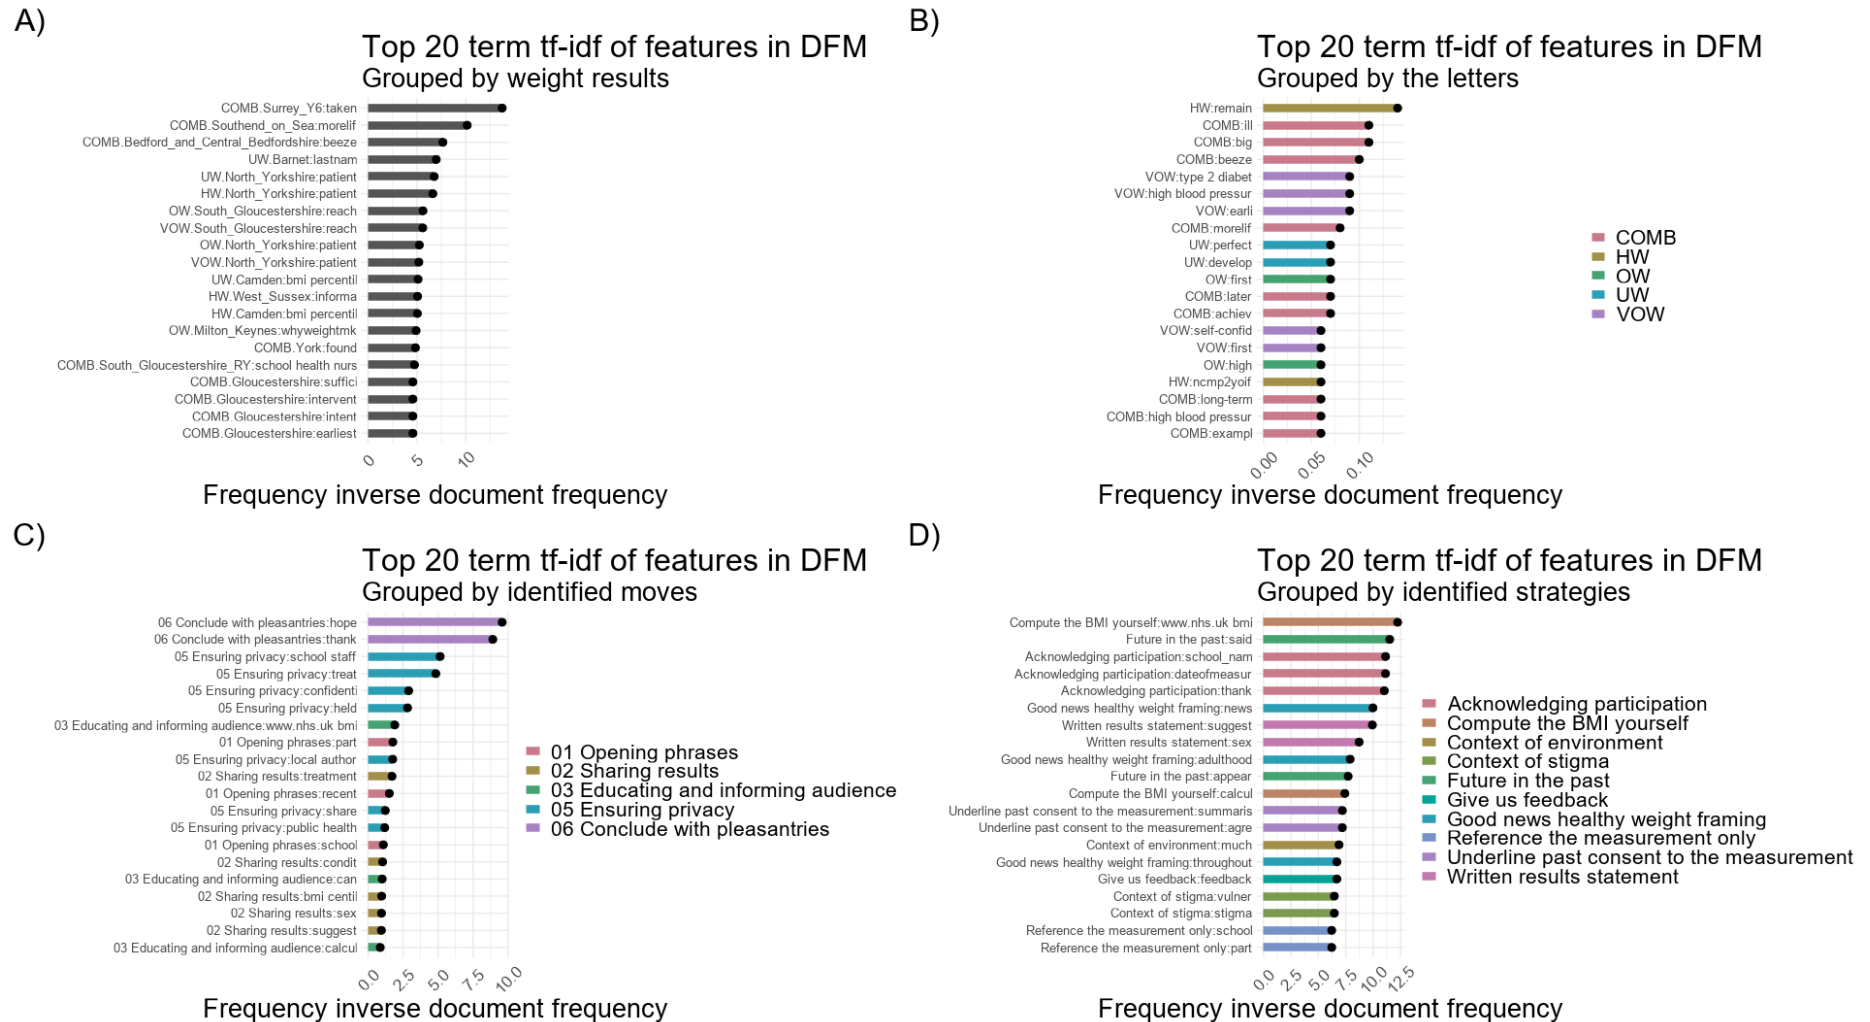 A)
Top 20 term tf-idf of features in DFM
Grouped by weight results
COMB.Surrey_Y6:taken
COMB.Southend_on_Sea:morelif
COMB.Bedford_and_Central_Bedfordshire:beeze
UW.Barnet:lastnam
UW.North_Yorkshire:patient
HW.North_Yorkshire:patient
OW.South_Gloucestershire:reach
VOW.South_Gloucestershire:reach
OW.North_Yorkshire:patient
VOW.North_Yorkshire:patient
UW.Camden:bmi percentil
HW.West_Sussex:informa
HW.Camden:bmi percentil
OW.Milton_Keynes:whyweightmk
COMB.York:found
COMB.South_Gloucestershire_RY:school health nurs
COMB.Gloucestershire:suffici
COMB.Gloucestershire:intervent
COMB.Gloucestershire:intent
COMB.Gloucestershire:earliest
0 5 10
Frequency inverse document frequency
B)
Top 20 term tf-idf of features in DFM
Grouped by the letters
HW:remain
COMB:ill
COMB:big
COMB:beeze
VOW:type 2 diabet
VOW:high blood pressur
VOW:earli
COMB:morelif
UW:perfect
UW:develop
OW:first
COMB:later
COMB:achiev
VOW:self-confid
VOW:first
OW:high
HW:ncmp2yoif
COMB:long-term
COMB:high blood pressur
COMB:exampl
0.00 0.05 0.10
Frequency inverse document frequency
COMB
HW
OW
UW
VOW
C)
Top 20 term tf-idf of features in DFM
Grouped by identified moves
06 Conclude with pleasantries:hope
06 Conclude with pleasantries:thank
05 Ensuring privacy:school staff
05 Ensuring privacy:treat
05 Ensuring privacy:confidenti
05 Ensuring privacy:held
03 Educating and informing audience:www.nhs.uk bmi
01 Opening phrases:part
05 Ensuring privacy:local author
02 Sharing results:treatment
01 Opening phrases:recent
05 Ensuring privacy:share
05 Ensuring privacy:public health
01 Opening phrases:school
02 Sharing results:condit
03 Educating and informing audience:can
02 Sharing results:bmi centil
02 Sharing results:sex
02 Sharing results:suggest
03 Educating and informing audience:calcul
0.0 2.5 5.0 7.5 10.0
Frequency inverse document frequency
01 Opening phrases
02 Sharing results
03 Educating and informing audience
05 Ensuring privacy
06 Conclude with pleasantries
D)
Top 20 term tf-idf of features in DFM
Grouped by identified strategies
Compute the BMI yourself:www.nhs.uk bmi
Future in the past:said
Acknowledging participation:school_nam
Acknowledging participation:dateofmeasur
Acknowledging participation:thank
Good news healthy weight framing:news
Written results statement:suggest
Written results statement:sex
Good news healthy weight framing:adulthood
Future in the past:appear
Compute the BMI yourself:calcul
Underline past consent to the measurement:summaris
Underline past consent to the measurement:agre
Context of environment:much
Good news healthy weight framing:throughout
Give us feedback:feedback
Context of stigma:vulner
Context of stigma:stigma
Reference the measurement only:school
Reference the measurement only:part
0.0 2.5 5.0 7.5 10.0 12.5
Frequency inverse document frequency
Acknowledging participation
Compute the BMI yourself
Context of environment
Context of stigma
Future in the past
Give us feedback
Good news healthy weight framing
Reference the measurement only
Underline past consent to the measurement
Written results statement